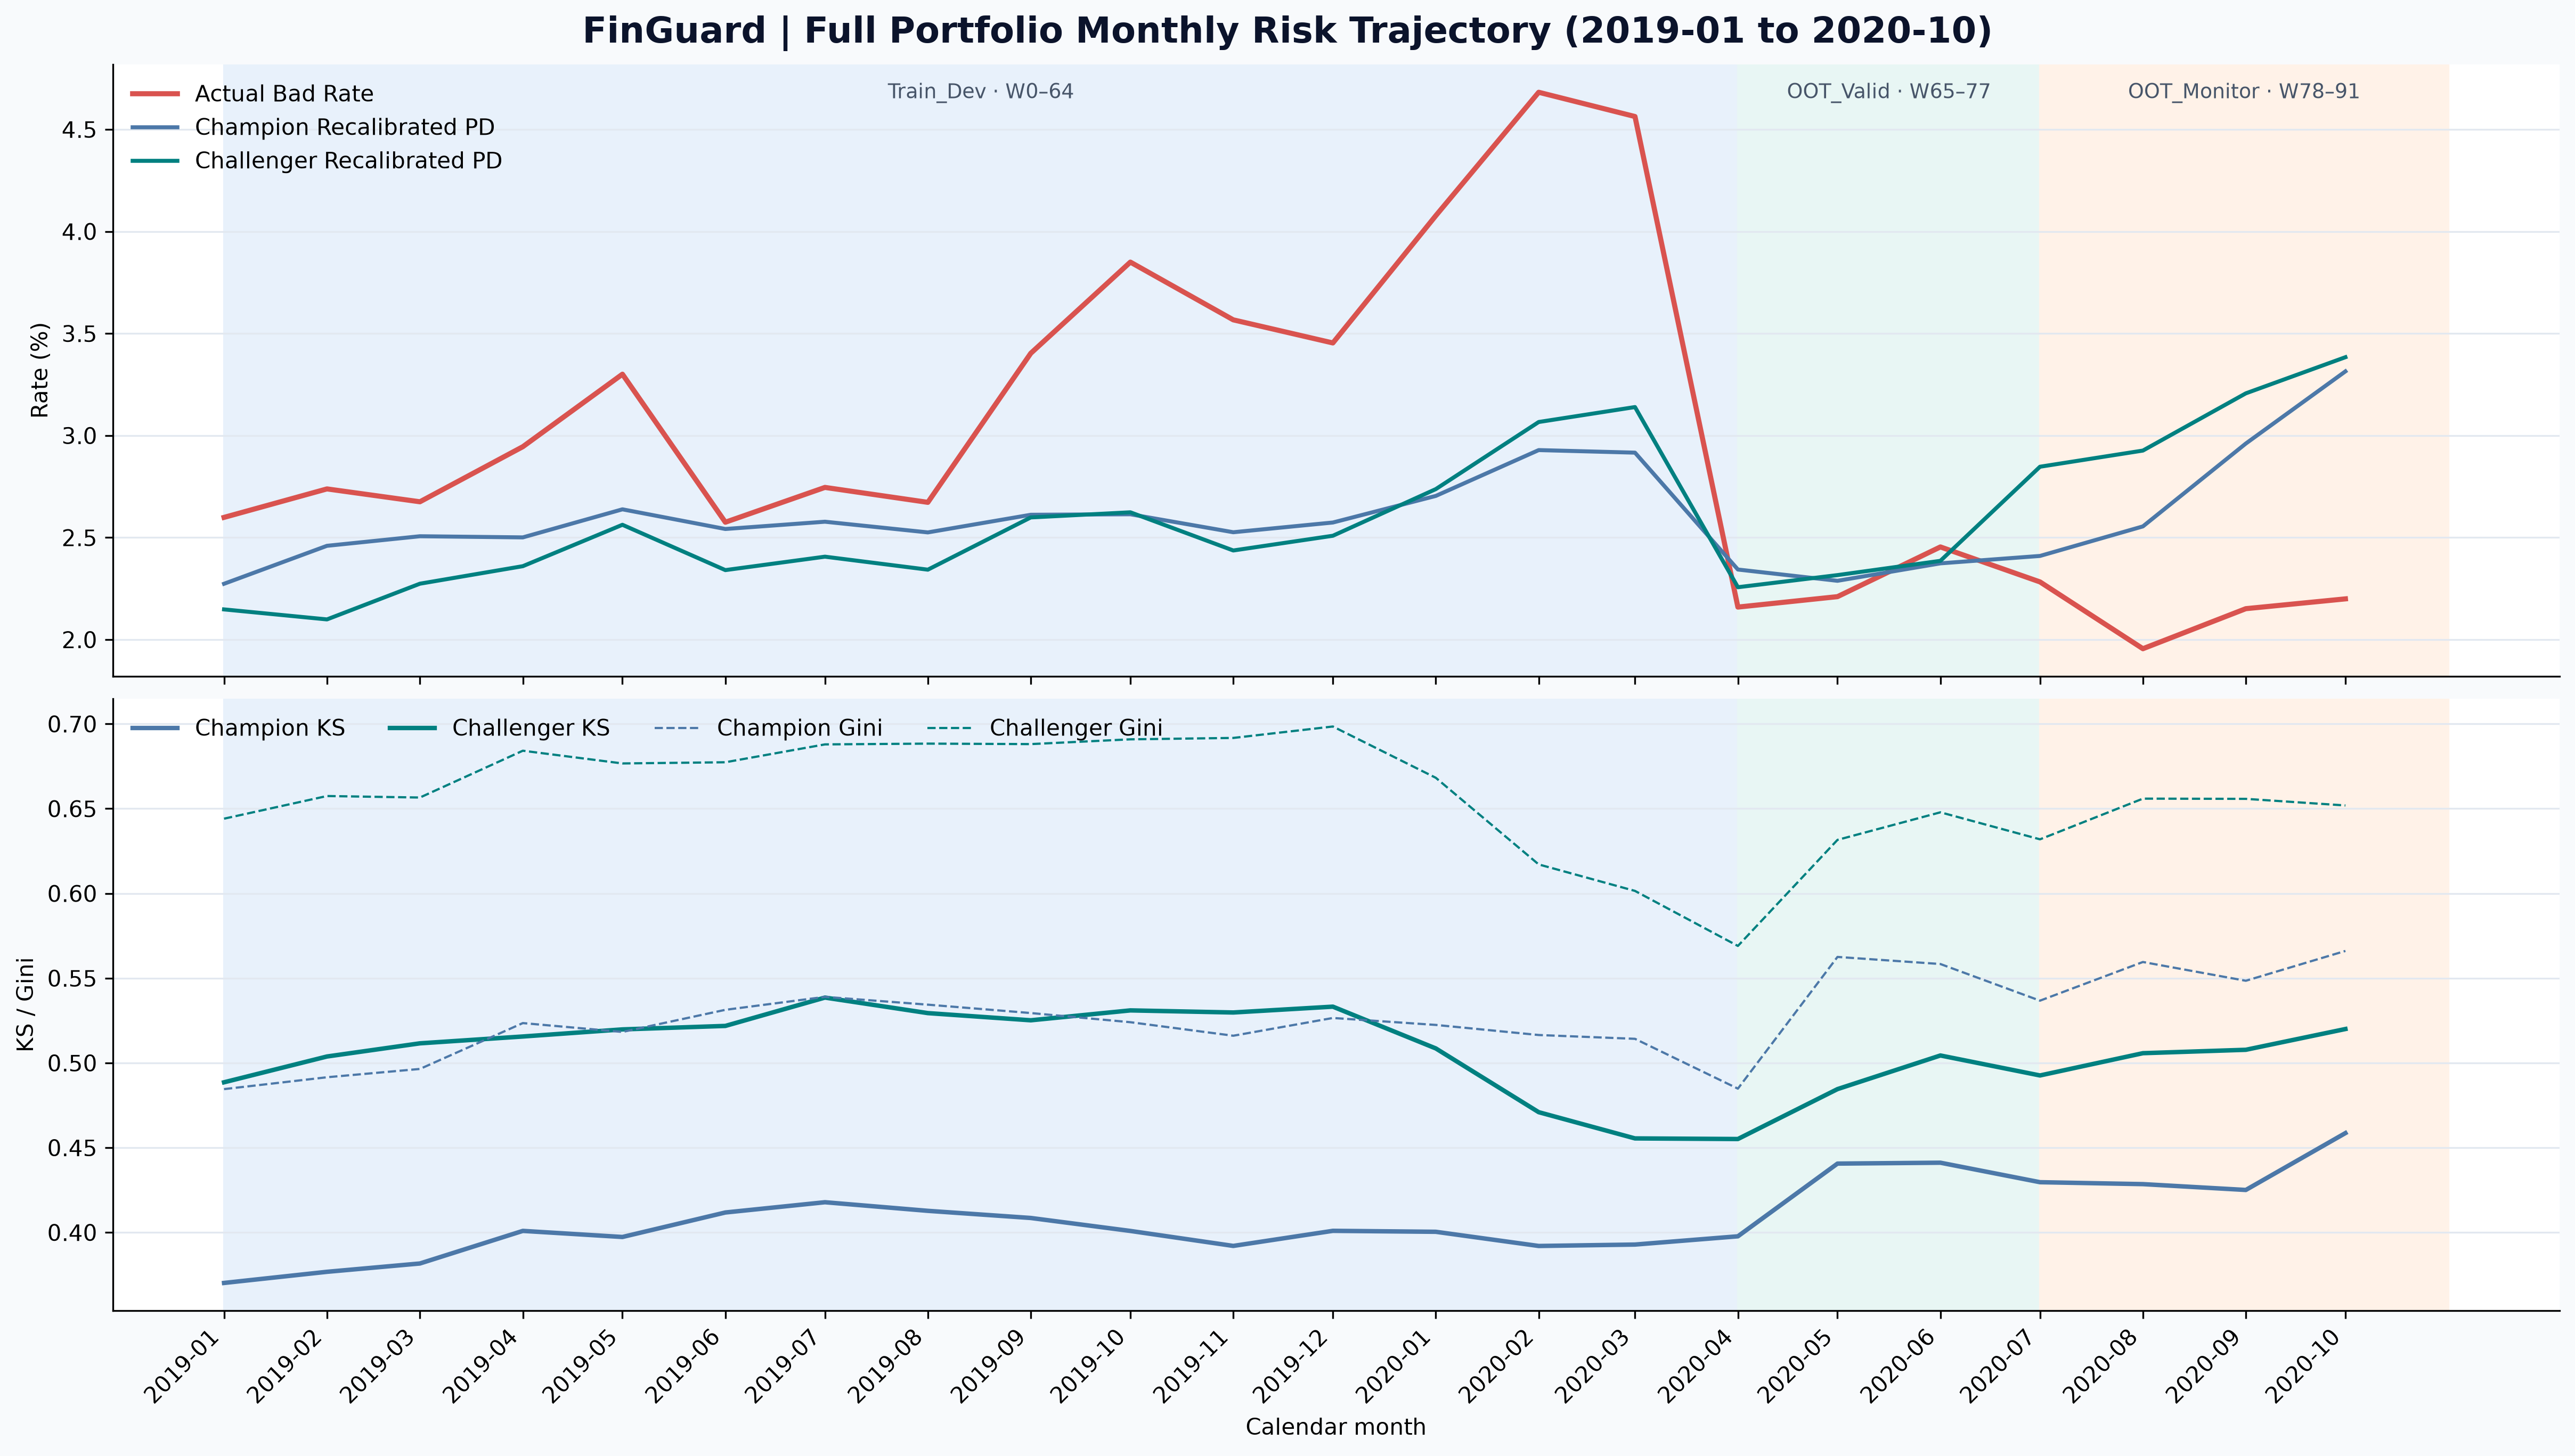 FinGuard | Full Portfolio Monthly Risk Trajectory (2019-01 to 2020-10)
Actual Bad Rate
Champion Recalibrated PD
Challenger Recalibrated PD
Train_Dev · W0–64
OOT_Valid · W65–77
OOT_Monitor · W78–91
Rate (%)
4.5
4.0
3.5
3.0
2.5
2.0
Champion KS
Challenger KS
Champion Gini
Challenger Gini
KS / Gini
0.70
0.65
0.60
0.55
0.50
0.45
0.40
2019-01
2019-02
2019-03
2019-04
2019-05
2019-06
2019-07
2019-08
2019-09
2019-10
2019-11
2019-12
2020-01
2020-02
2020-03
2020-04
2020-05
2020-06
2020-07
2020-08
2020-09
2020-10
Calendar month